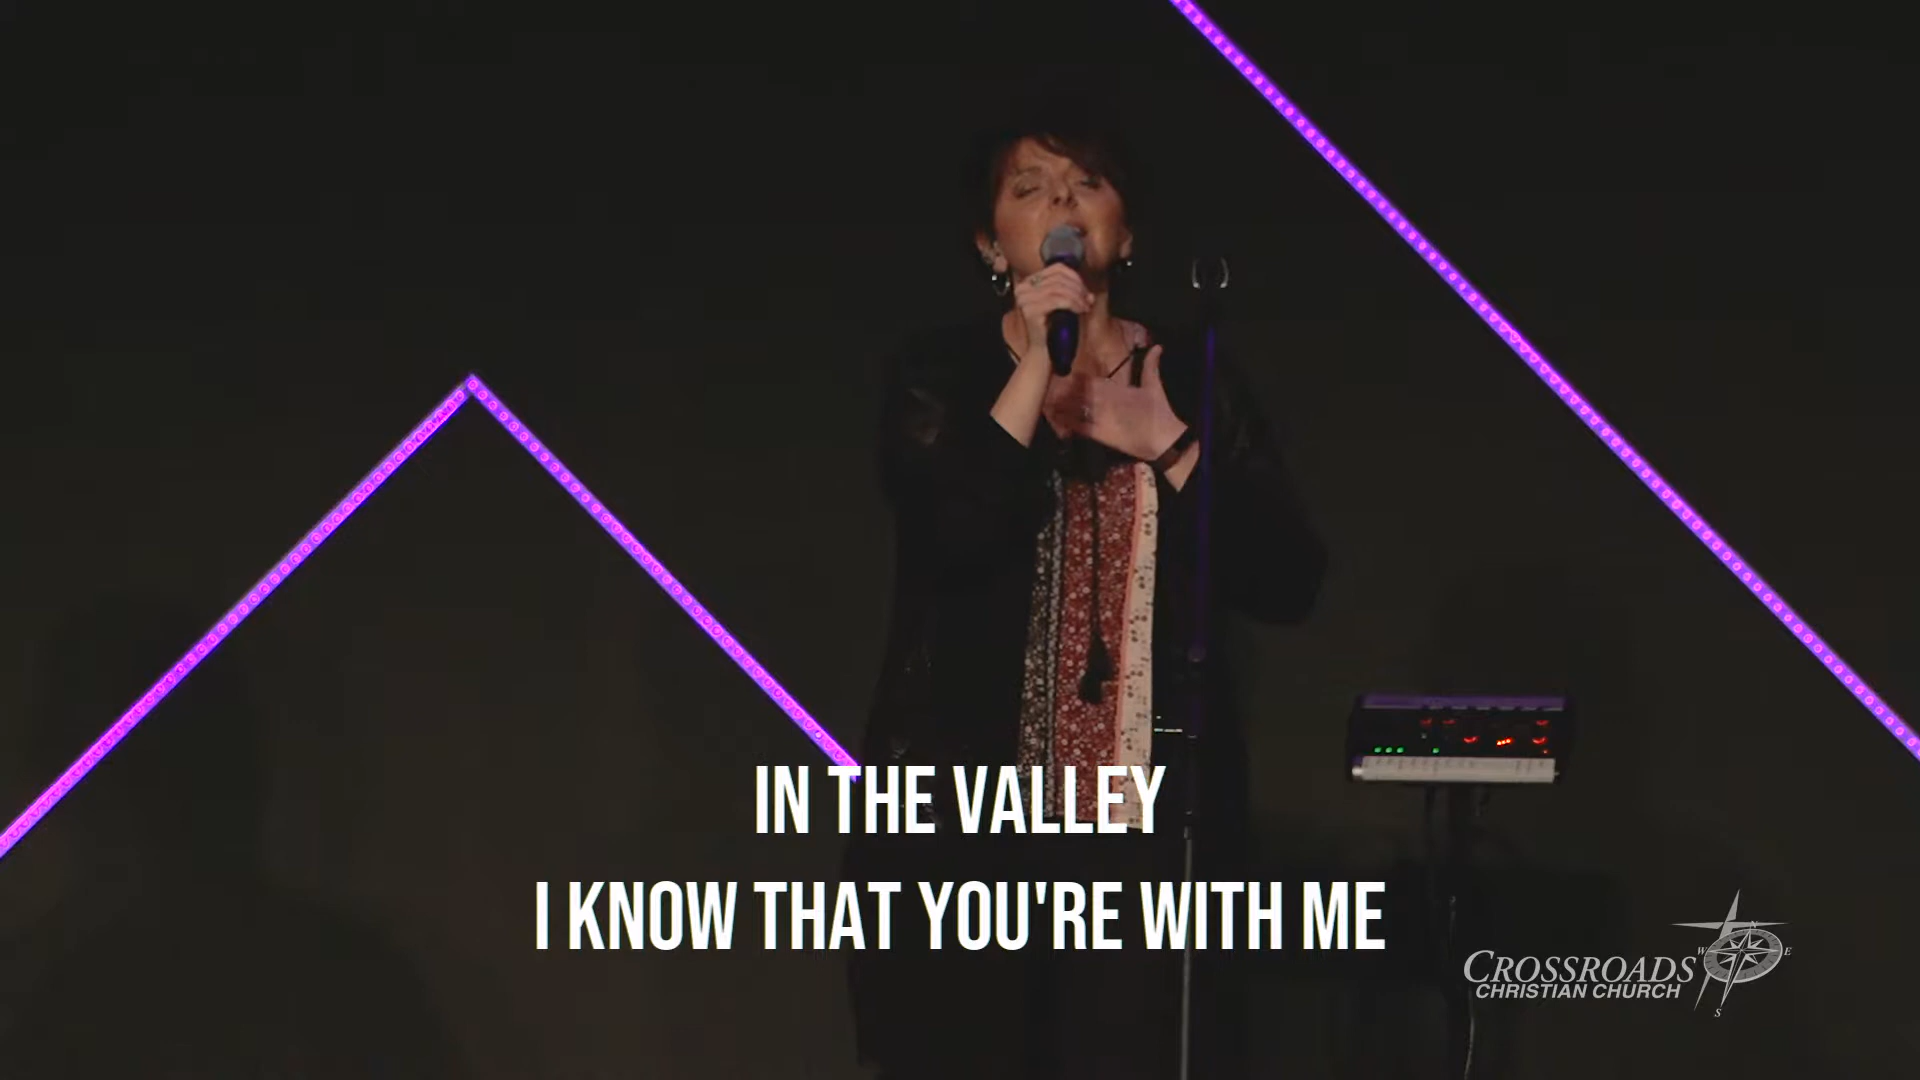 IN THE VALLEY
I KNOW THAT YOU'RE WITH ME
CROSSROADS
CHRISTIAN CHURCH
N
W
E
S